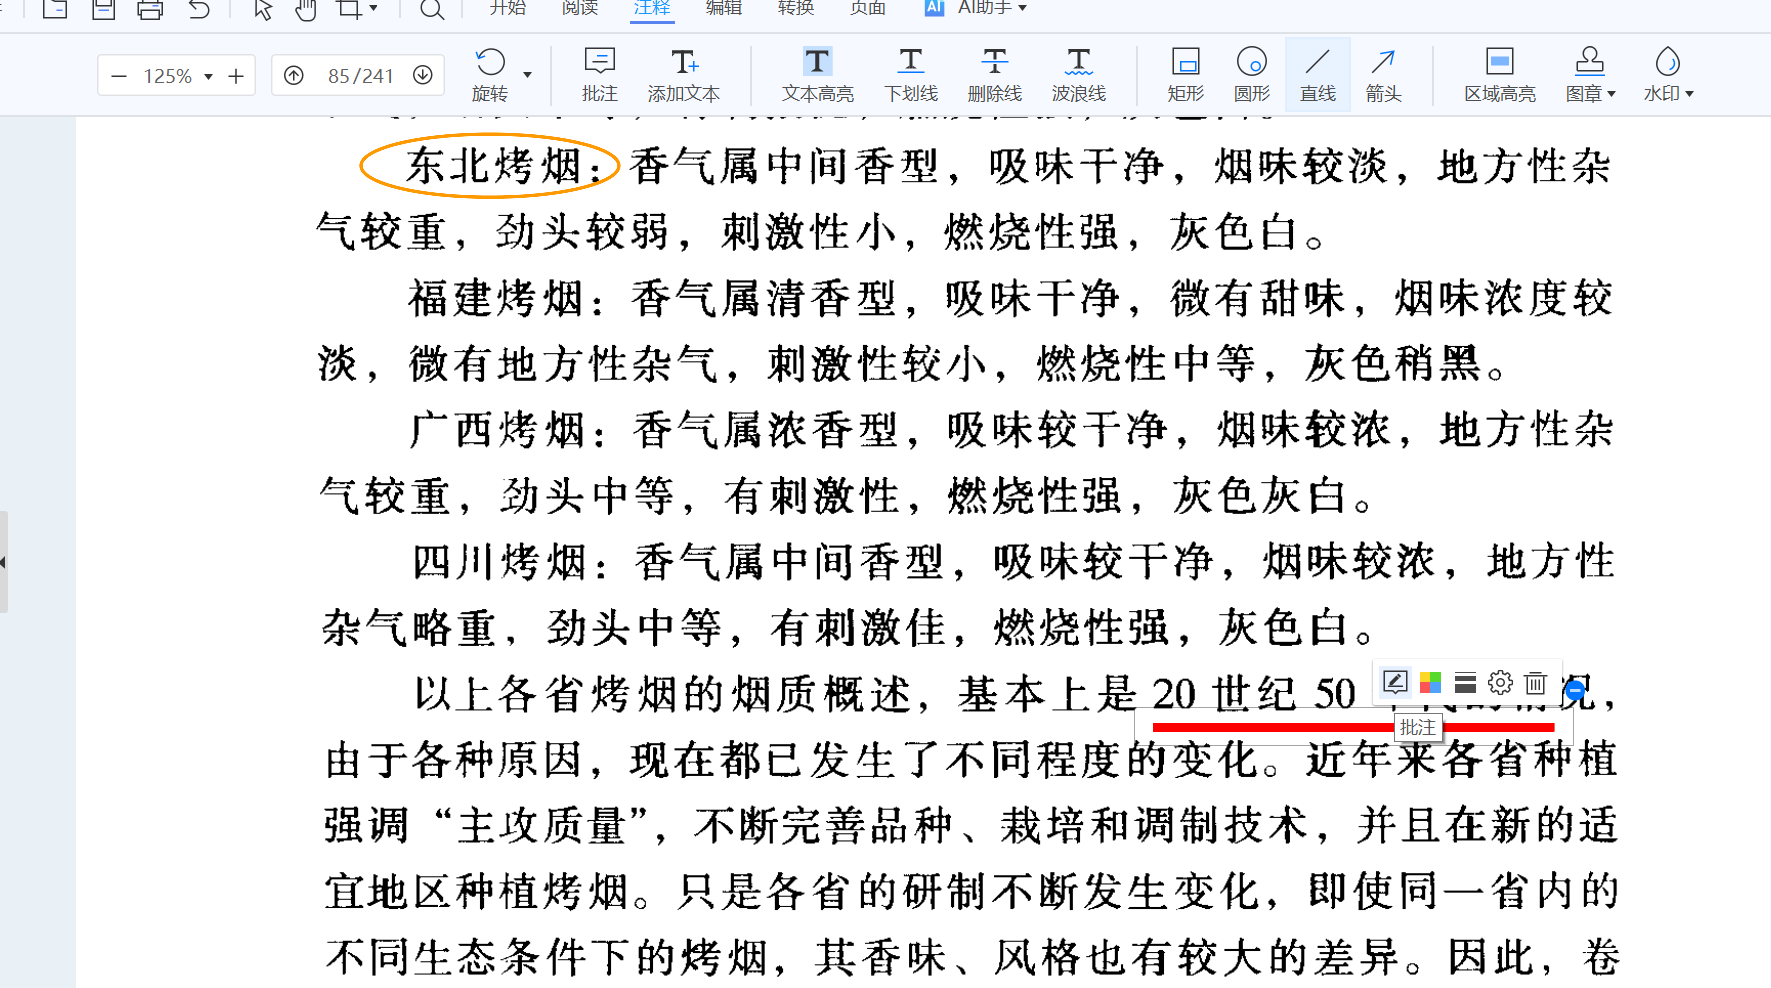 开始 阅读 注释 编辑 转换 页面 AI AI助手
125% 85/241 旋转 批注 添加文本 文本高亮 下划线 删除线 波浪线 矩形 圆形 直线 箭头 区域高亮 图章 水印
东北烤烟：香气属中间香型，吸味干净，烟味较淡，地方性杂
气较重，劲头较弱，刺激性小，燃烧性强，灰色白。
福建烤烟：香气属清香型，吸味干净，微有甜味，烟味浓度较
淡，微有地方性杂气，刺激性较小，燃烧性中等，灰色稍黑。
广西烤烟：香气属浓香型，吸味较干净，烟味较浓，地方性杂
气较重，劲头中等，有刺激性，燃烧性强，灰色灰白。
四川烤烟：香气属中间香型，吸味较干净，烟味较浓，地方性
杂气略重，劲头中等，有刺激佳，燃烧性强，灰色白。
以上各省烤烟的烟质概述，基本上是 20 世纪 50 况，
批注
由于各种原因，现在都已发生了不同程度的变化。近年来各省种植
强调“主攻质量”，不断完善品种、栽培和调制技术，并且在新的适
宜地区种植烤烟。只是各省的研制不断发生变化，即使同一省内的
不同生态条件下的烤烟，其香味、风格也有较大的差异。因此，卷